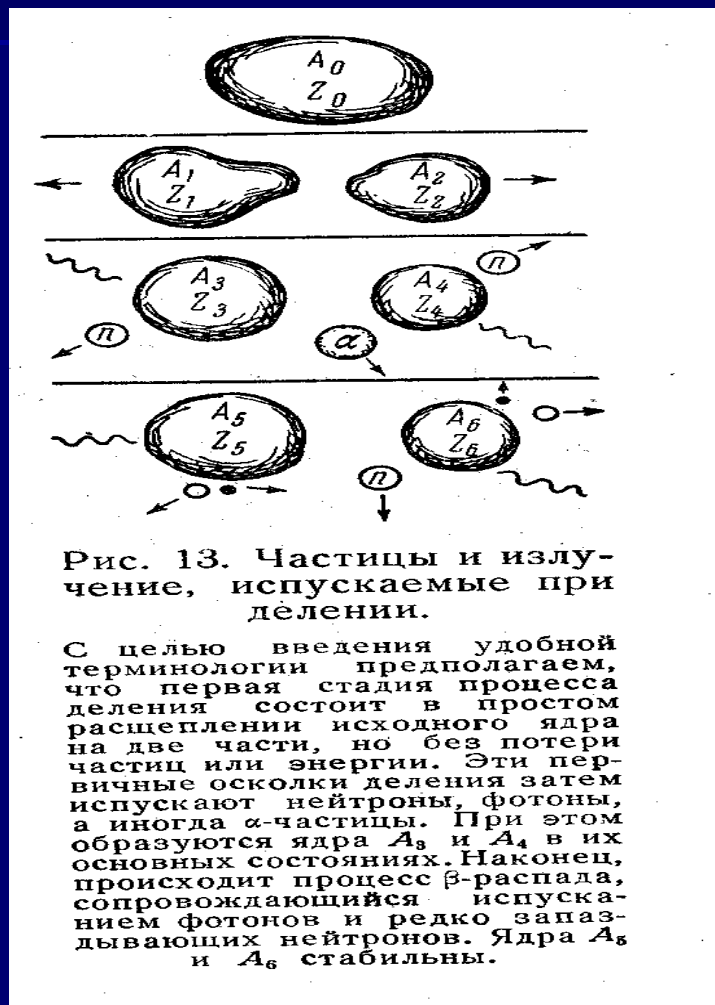 A0
Z0
A1 A2
Z1 Z2
n
A3 A4
Z3 Z4
n
α
A5 A6
Z5 Z6
n
Рис. 13. Частицы и излу-
чение, испускаемые при
делении.
С целью введения удобной
терминологии предполагаем,
что первая стадия процесса
деления состоит в простом
расщеплении исходного ядра
на две части, но без потери
частиц или энергии. Эти пер-
вичные осколки деления затем
испускают нейтроны, фотоны,
а иногда α-частицы. При этом
образуются ядра A3 и A4 в их
основных состояниях. Наконец,
происходит процесс β-распада,
сопровождающийся испуска-
нием фотонов и редко запаз-
дывающих нейтронов. Ядра A5
и A6 стабильны.